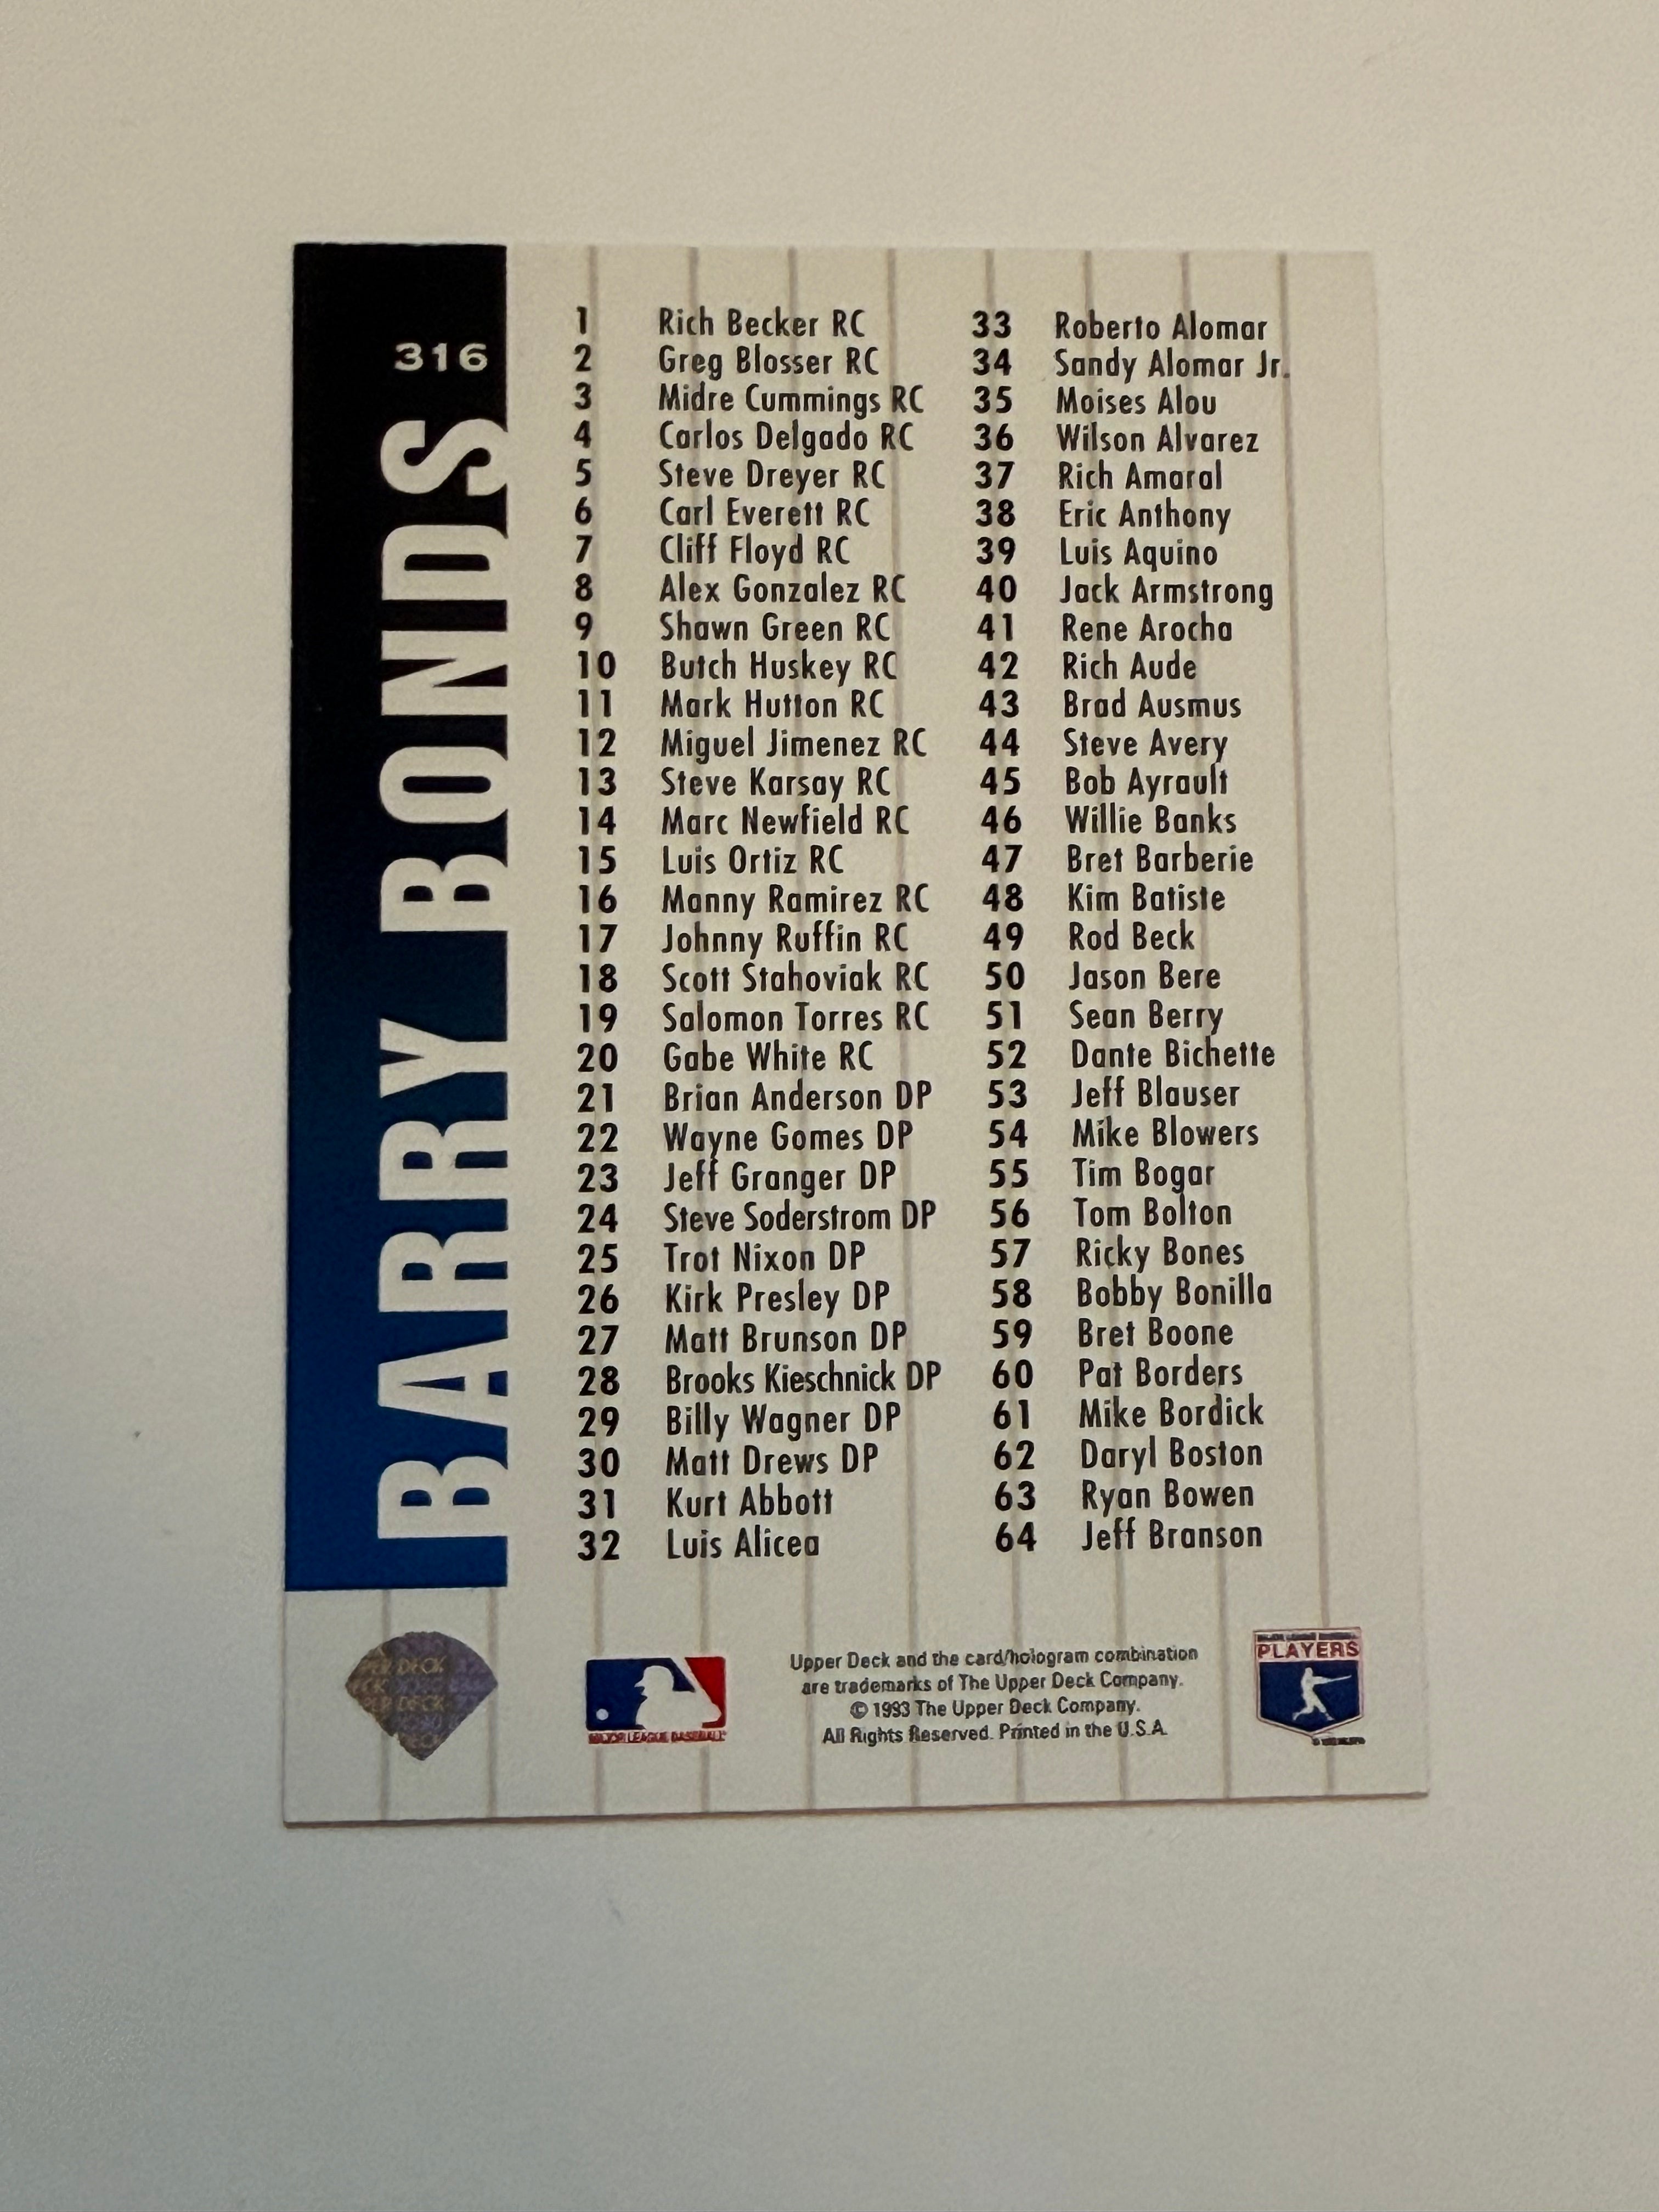 316
BARRY BONDS
1 Rich Becker RC
2 Greg Blosser RC
3 Midre Cummings RC
4 Carlos Delgado RC
5 Steve Dreyer RC
6 Carl Everett RC
7 Cliff Floyd RC
8 Alex Gonzalez RC
9 Shawn Green RC
10 Butch Huskey RC
11 Mark Hutton RC
12 Miguel Jimenez RC
13 Steve Karsay RC
14 Marc Newfield RC
15 Luis Ortiz RC
16 Manny Ramirez RC
17 Johnny Ruffin RC
18 Scott Stahoviak RC
19 Salomon Torres RC
20 Gabe White RC
21 Brian Anderson DP
22 Wayne Gomes DP
23 Jeff Granger DP
24 Steve Soderstrom DP
25 Trot Nixon DP
26 Kirk Presley DP
27 Matt Brunson DP
28 Brooks Kieschnick DP
29 Billy Wagner DP
30 Matt Drews DP
31 Kurt Abbott
32 Luis Alicea
33 Roberto Alomar
34 Sandy Alomar Jr.
35 Moises Alou
36 Wilson Alvarez
37 Rich Amaral
38 Eric Anthony
39 Luis Aquino
40 Jack Armstrong
41 Rene Arocha
42 Rich Aude
43 Brad Ausmus
44 Steve Avery
45 Bob Ayrault
46 Willie Banks
47 Bret Barberie
48 Kim Batiste
49 Rod Beck
50 Jason Bere
51 Sean Berry
52 Dante Bichette
53 Jeff Blauser
54 Mike Blowers
55 Tim Bogar
56 Tom Bolton
57 Ricky Bones
58 Bobby Bonilla
59 Bret Boone
60 Pat Borders
61 Mike Bordick
62 Daryl Boston
63 Ryan Bowen
64 Jeff Branson
MAJOR LEAGUE BASEBALL
Upper Deck and the card/hologram combination
are trademarks of The Upper Deck Company.
© 1993 The Upper Deck Company.
All Rights Reserved. Printed in the U.S.A.
MAJOR LEAGUE BASEBALL
PLAYERS